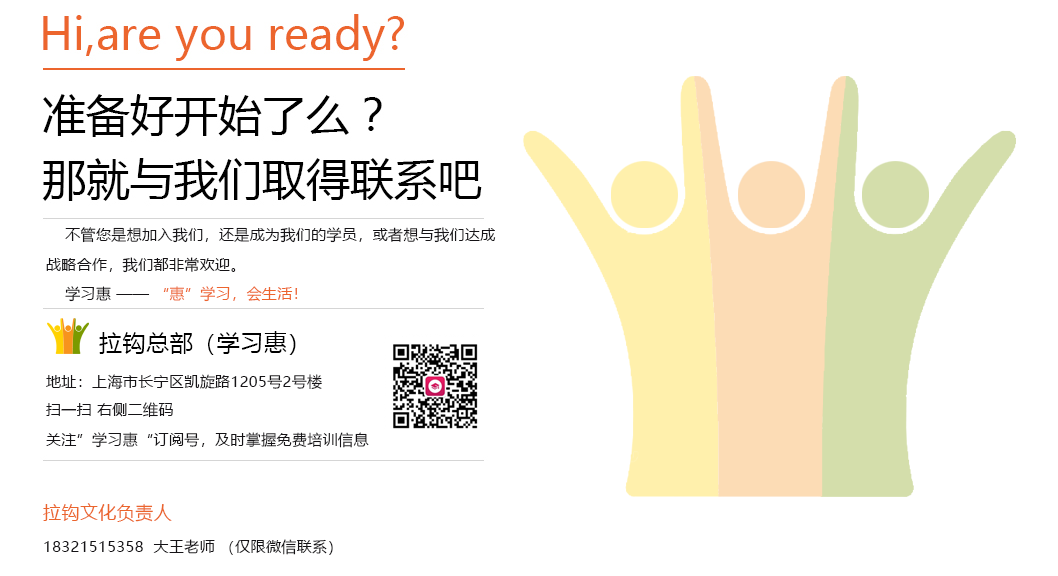 Hi,are you ready?
准备好开始了么？
那就与我们取得联系吧
不管您是想加入我们，还是成为我们的学员，或者想与我们达成
战略合作，我们都非常欢迎。
学习惠 —— “惠”学习，会生活！
拉钩总部（学习惠）
地址：上海市长宁区凯旋路1205号2号楼
扫一扫 右侧二维码
关注”学习惠“订阅号，及时掌握免费培训信息
拉钩文化负责人
18321515358 大王老师 （仅限微信联系）